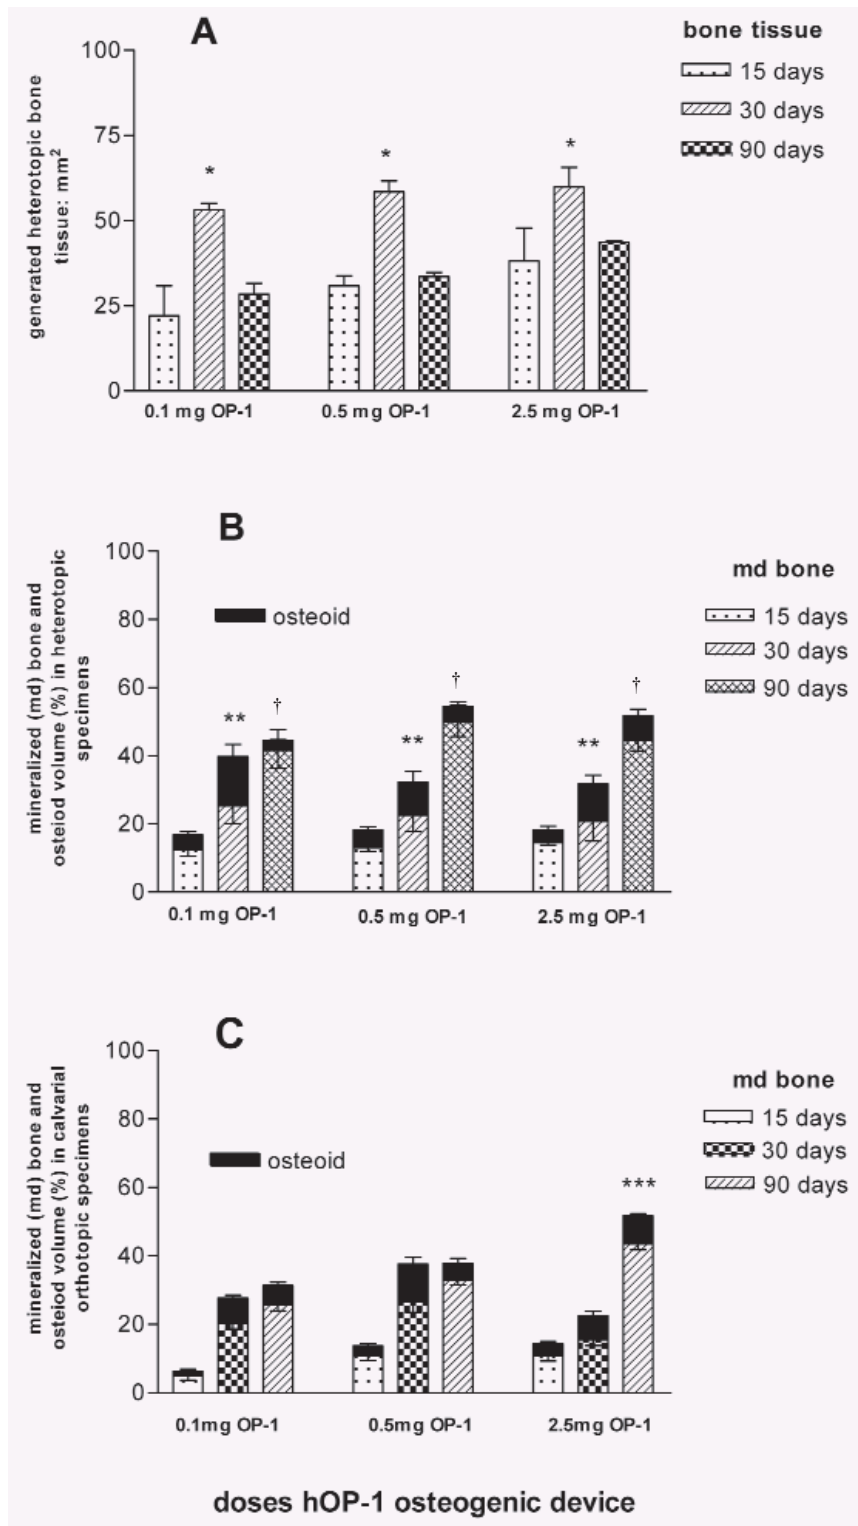 A
bone tissue
15 days
30 days
90 days
generated heterotopic bone
tissue: mm²
100
75
50
25
0
*
*
*
0.1 mg OP-1
0.5 mg OP-1
2.5 mg OP-1
B
md bone
15 days
30 days
90 days
osteoid
mineralized (md) bone and
osteiod volume (%) in heterotopic
specimens
100
80
60
40
20
0
**
†
**
†
**
†
0.1 mg OP-1
0.5 mg OP-1
2.5 mg OP-1
C
md bone
15 days
30 days
90 days
osteoid
mineralized (md) bone and
osteiod volume (%) in calvarial
orthotopic specimens
100
80
60
40
20
0
***
0.1mg OP-1
0.5mg OP-1
2.5mg OP-1
doses hOP-1 osteogenic device